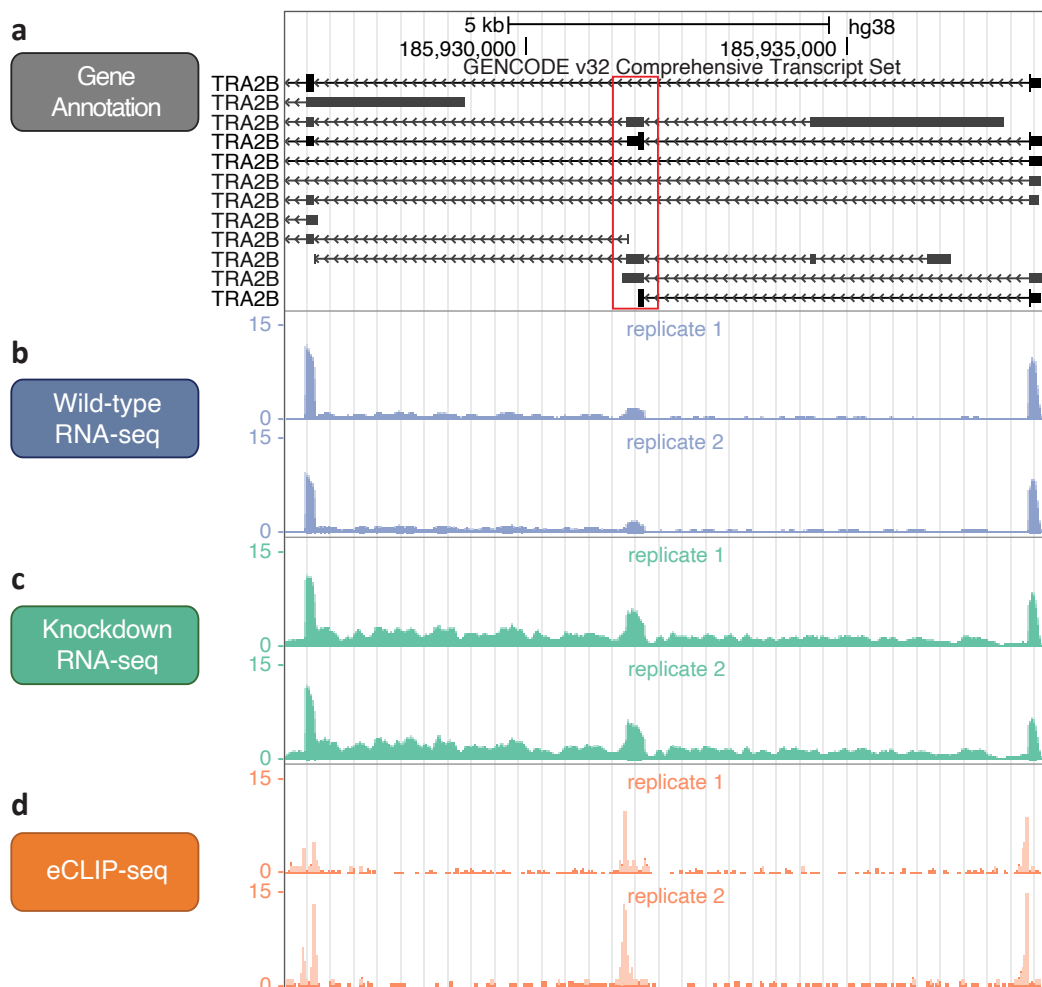 a
Gene
Annotation
5 kb
hg38
185,930,000
185,935,000
GENCODE v32 Comprehensive Transcript Set
TRA2B
TRA2B
TRA2B
TRA2B
TRA2B
TRA2B
TRA2B
TRA2B
TRA2B
TRA2B
TRA2B
TRA2B
b
Wild-type
RNA-seq
15
replicate 1
0
15
replicate 2
0
c
Knockdown
RNA-seq
15
replicate 1
0
15
replicate 2
0
d
eCLIP-seq
15
replicate 1
0
15
replicate 2
0